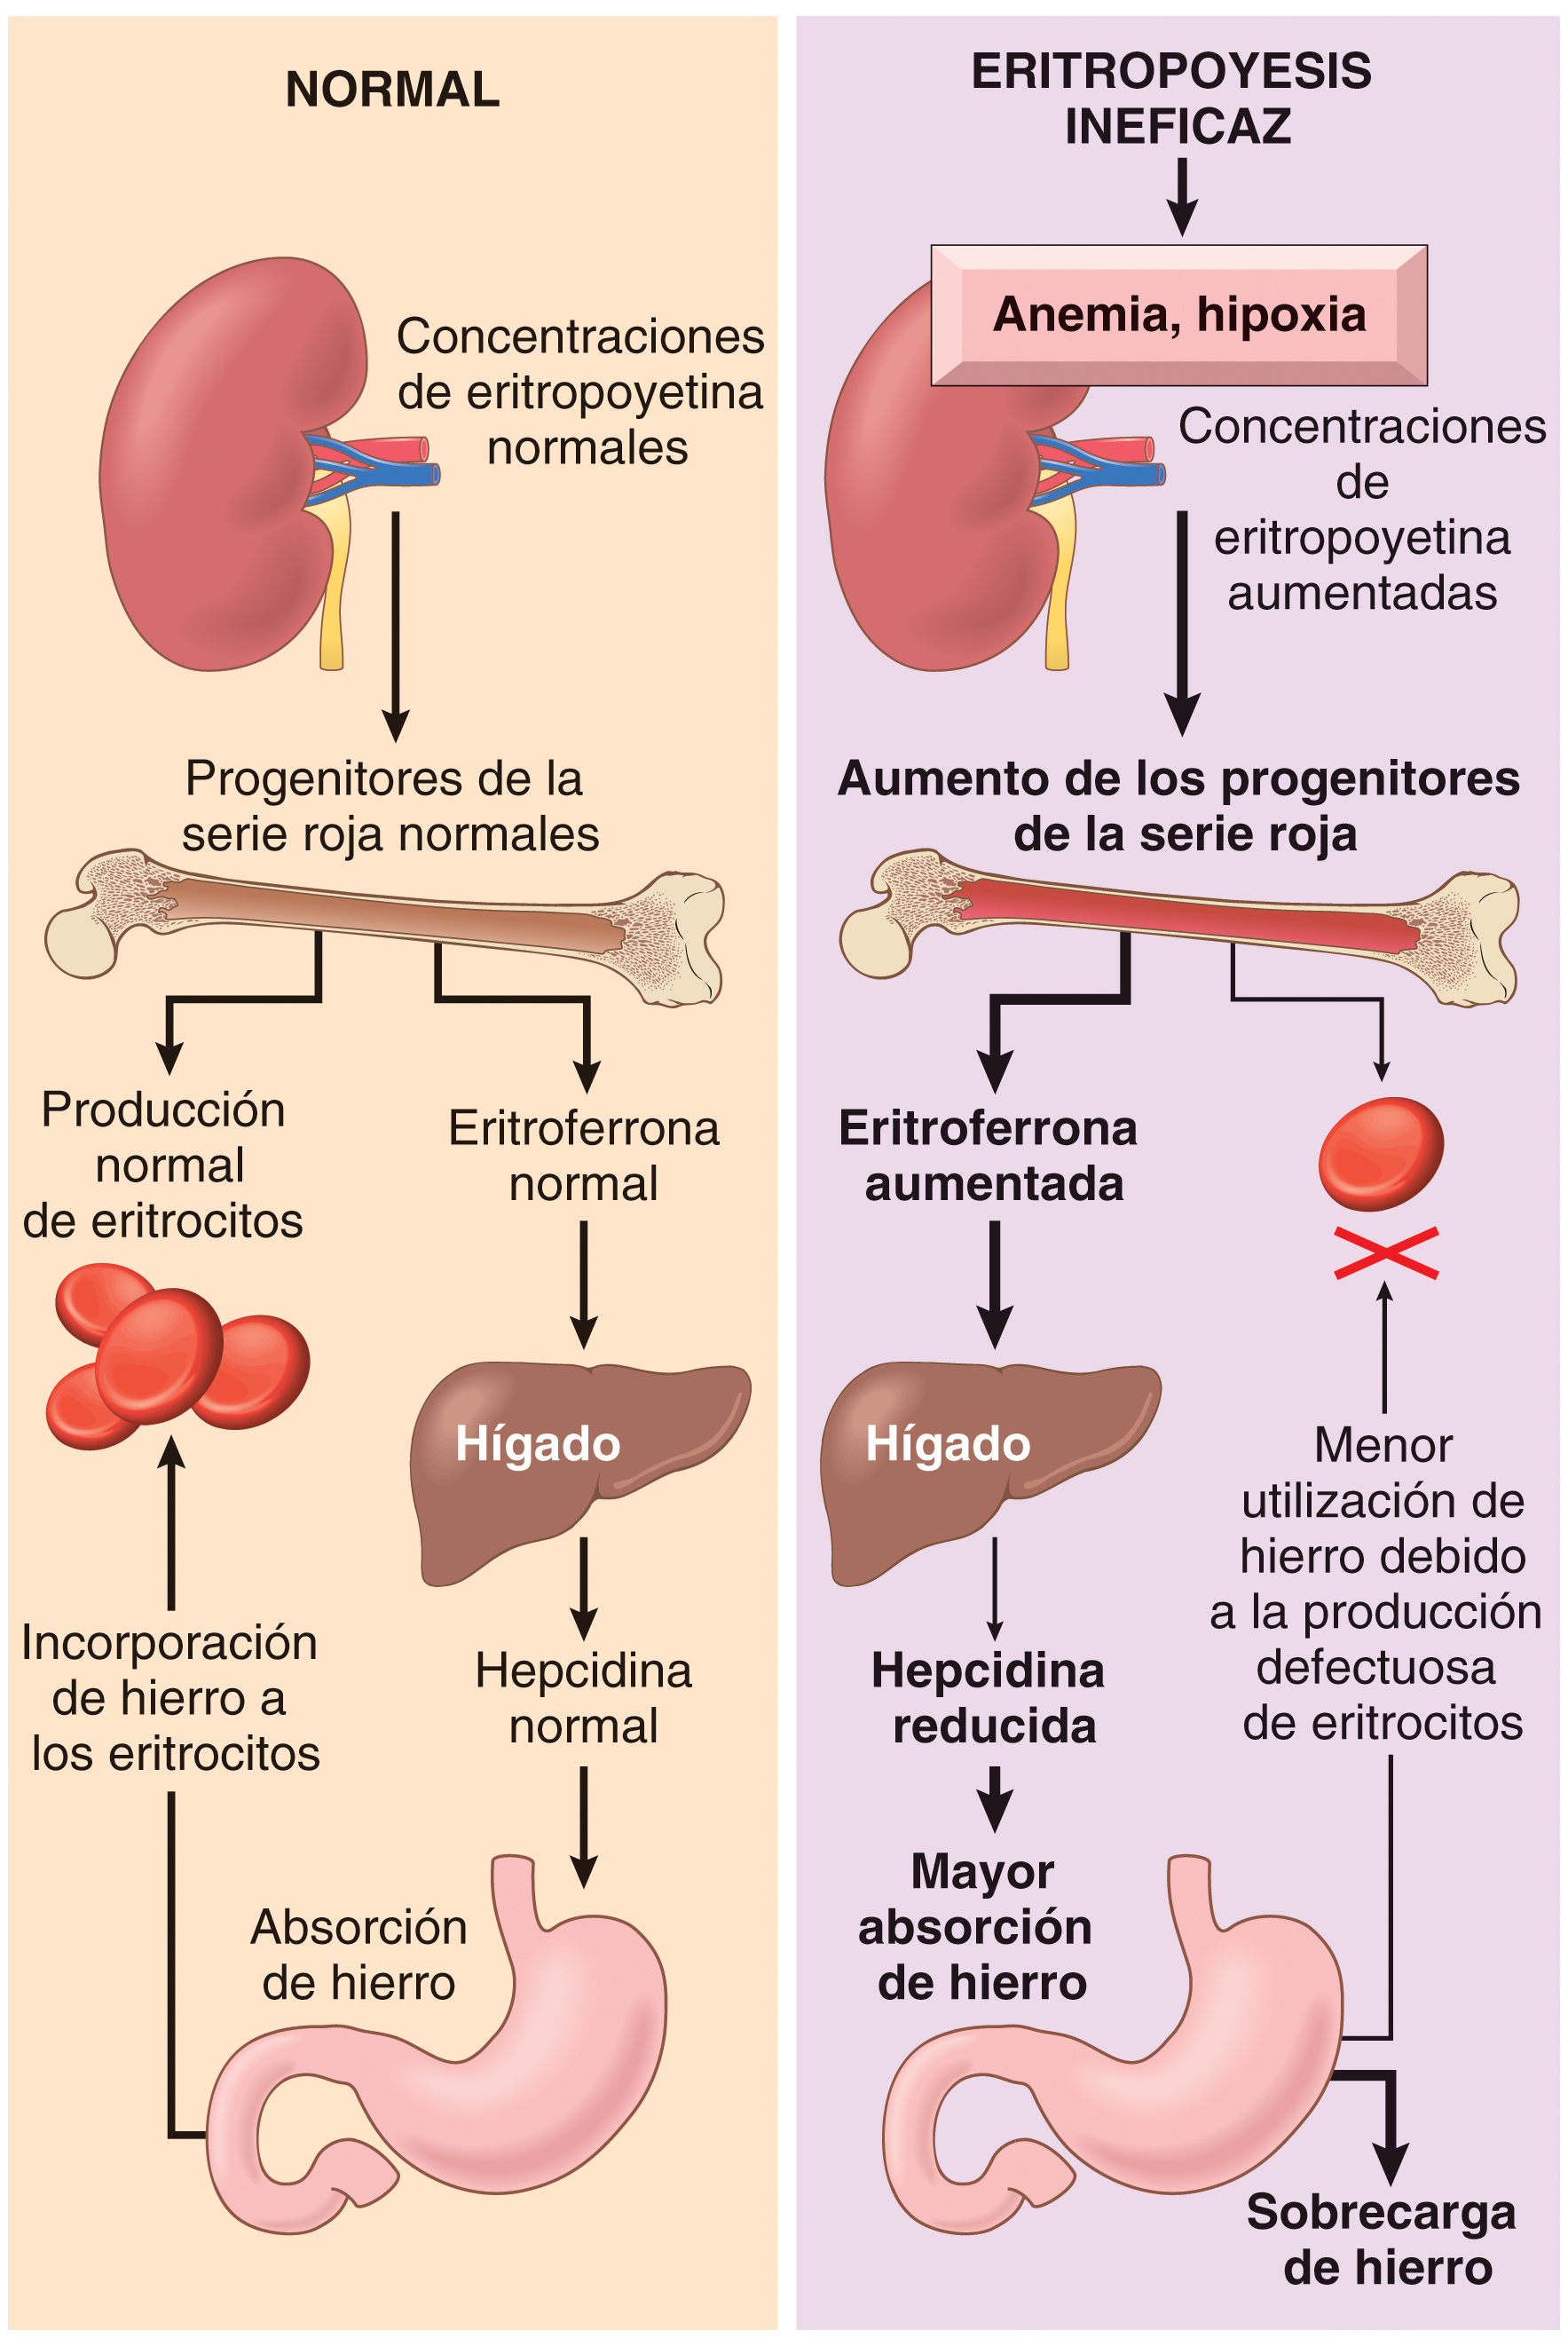 NORMAL
Concentraciones
de eritropoyetina
normales
Progenitores de la
serie roja normales
Producción
normal
de eritrocitos
Eritroferrona
normal
Hígado
Incorporación
de hierro a
los eritrocitos
Hepcidina
normal
Absorción
de hierro
ERITROPOYESIS
INEFICAZ
Anemia, hipoxia
Concentraciones
de
eritropoyetina
aumentadas
Aumento de los progenitores
de la serie roja
Eritroferrona
aumentada
Hígado
Menor
utilización de
hierro debido
a la producción
defectuosa
de eritrocitos
Hepcidina
reducida
Mayor
absorción
de hierro
Sobrecarga
de hierro